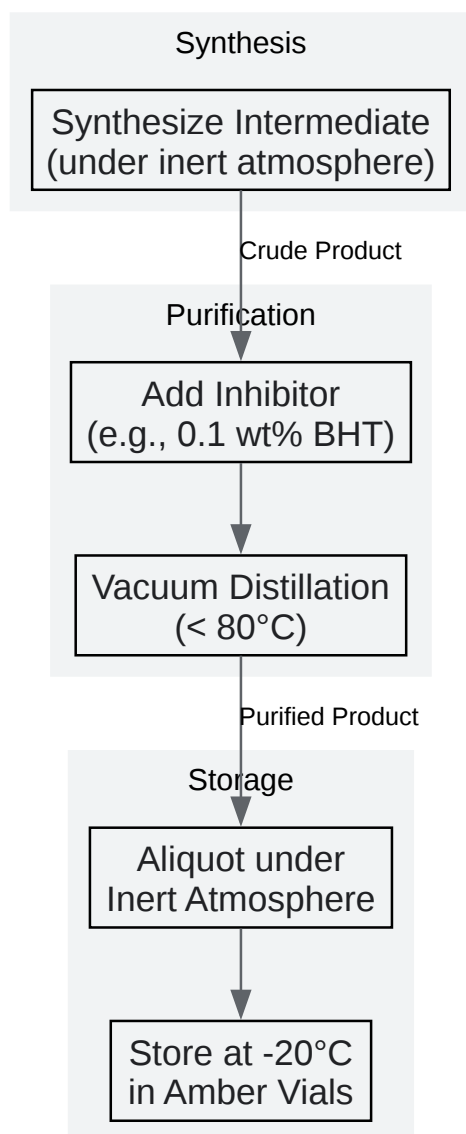 Synthesis
Synthesize Intermediate
(under inert atmosphere)
Crude Product
Purification
Add Inhibitor
(e.g., 0.1 wt% BHT)
Vacuum Distillation
(< 80°C)
Purified Product
Storage
Aliquot under
Inert Atmosphere
Store at -20°C
in Amber Vials